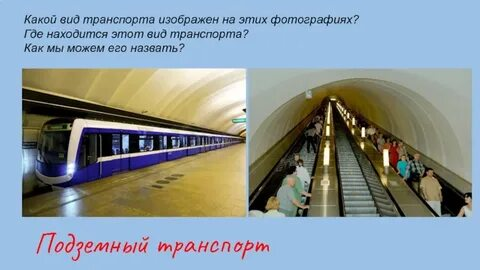 Какой вид транспорта изображен на этих фотографиях?
Где находится этот вид транспорта?
Как мы можем его назвать?
Подземный транспорт